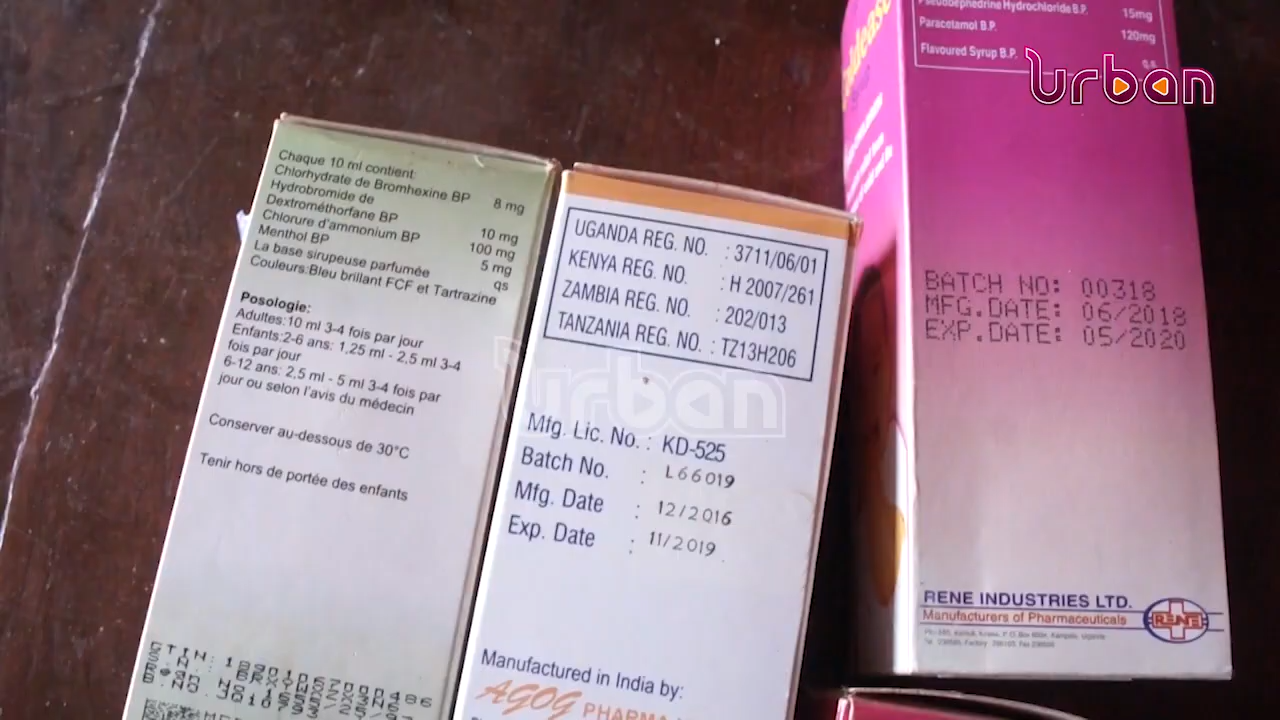 Chaque 10 ml contient:
Chlorhydrate de Bromhexine BP 8 mg
Hydrobromide de
Dextrométhorfane BP 10 mg
Chlorure d'ammonium BP 100 mg
Menthol BP 5 mg
La base sirupeuse parfumée qs
Couleurs:Bleu brillant FCF et Tartrazine
Posologie:
Adultes:10 ml 3-4 fois par jour
Enfants:2-6 ans: 1,25 ml - 2,5 ml 3-4
fois par jour
6-12 ans: 2,5 ml - 5 ml 3-4 fois par
jour ou selon l'avis du médecin
Conserver au-dessous de 30°C
Tenir hors de portée des enfants
UGANDA REG. NO. : 3711/06/01
KENYA REG. NO. : H 2007/261
ZAMBIA REG. NO. : 202/013
TANZANIA REG. NO. : TZ13H206
urban
Mfg. Lic. No. : KD-525
Batch No. : L66019
Mfg. Date : 12/2016
Exp. Date : 11/2019
Manufactured in India by:
AGOG PHARMA
Pseudoephedrine Hydrochloride B.P. 15mg
Paracetamol B.P. 120mg
Flavoured Syrup B.P. q.s
urban
BATCH NO: 00318
MFG.DATE: 06/2018
EXP.DATE: 05/2020
RENE INDUSTRIES LTD.
Manufacturers of Pharmaceuticals
RENE